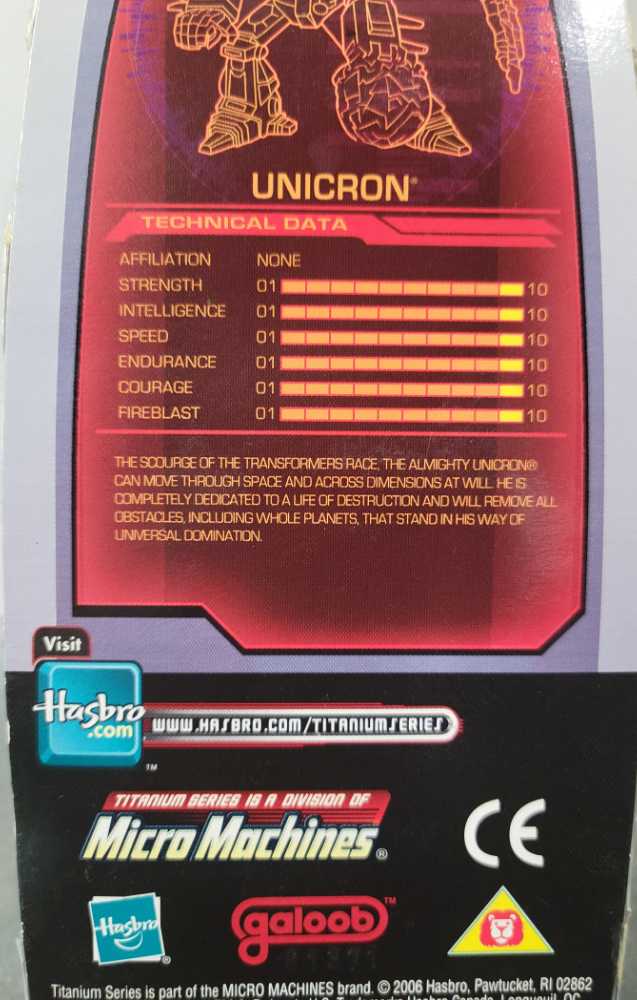 UNICRON®
TECHNICAL DATA
AFFILIATION NONE
STRENGTH 01 10
INTELLIGENCE 01 10
SPEED 01 10
ENDURANCE 01 10
COURAGE 01 10
FIREBLAST 01 10
THE SCOURGE OF THE TRANSFORMERS RACE, THE ALMIGHTY UNICRON®
CAN MOVE THROUGH SPACE AND ACROSS DIMENSIONS AT WILL. HE IS
COMPLETELY DEDICATED TO A LIFE OF DESTRUCTION AND WILL REMOVE ALL
OBSTACLES, INCLUDING WHOLE PLANETS, THAT STAND IN HIS WAY OF
UNIVERSAL DOMINATION.
Visit
Hasbro
.com
WWW.HASBRO.COM/TITANIUMSERIES
TM
TITANIUM SERIES IS A DIVISION OF
Micro Machines®
CE
Hasbro®
galoob™
Titanium Series is part of the MICRO MACHINES brand. © 2006 Hasbro, Pawtucket, RI 02862